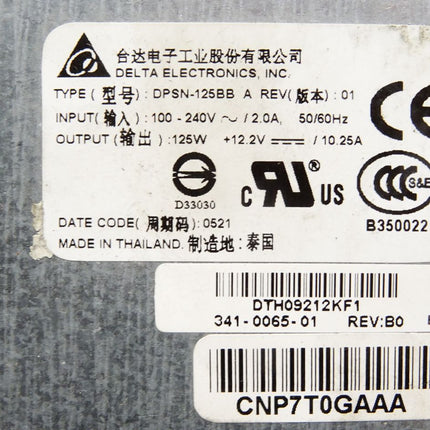 台达电子工业股份有限公司
DELTA ELECTRONICS, INC.
TYPE ( 型号) : DPSN-125BB A REV( 版本) : 01
INPUT( 输入) : 100 - 240V ～ / 2.0A, 50/60Hz
OUTPUT (输出) :125W +12.2V ⎓ / 10.25A
CE
D33030
c RU ® US
CCC S&E
B350022
DATE CODE( 周期码) :0521
MADE IN THAILAND. 制造地: 泰国
DTH09212KF1
341-0065-01 REV:B0
CNP7T0GAAA